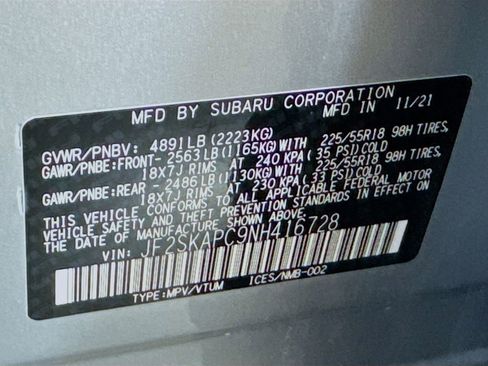 MFD BY SUBARU CORPORATION
MFD IN 11/21
GVWR/PNBV: 4891LB(2223KG)
GAWR/PNBE:FRONT- 2563LB(1165KG)WITH 225/55R18 98H TIRES,
18X7J RIMS AT 240 KPA(35 PSI)COLD
GAWR/PNBE:REAR -2486LB(1130KG)WITH 225/55R18 98H TIRES,
18X7J RIMS AT 230 KPA(33 PSI)COLD
THIS VEHICLE CONFORMS TO ALL APPLICABLE FEDERAL MOTOR
VEHICLE SAFETY AND THEFT PREVENTION STANDARDS IN EFFECT ON
THIS DATE OF MANUFACTURE SHOWN ABOVE.
VIN: JF2SKAPC9NH416728
TYPE:MPV/VTUM ICES/NMB-002